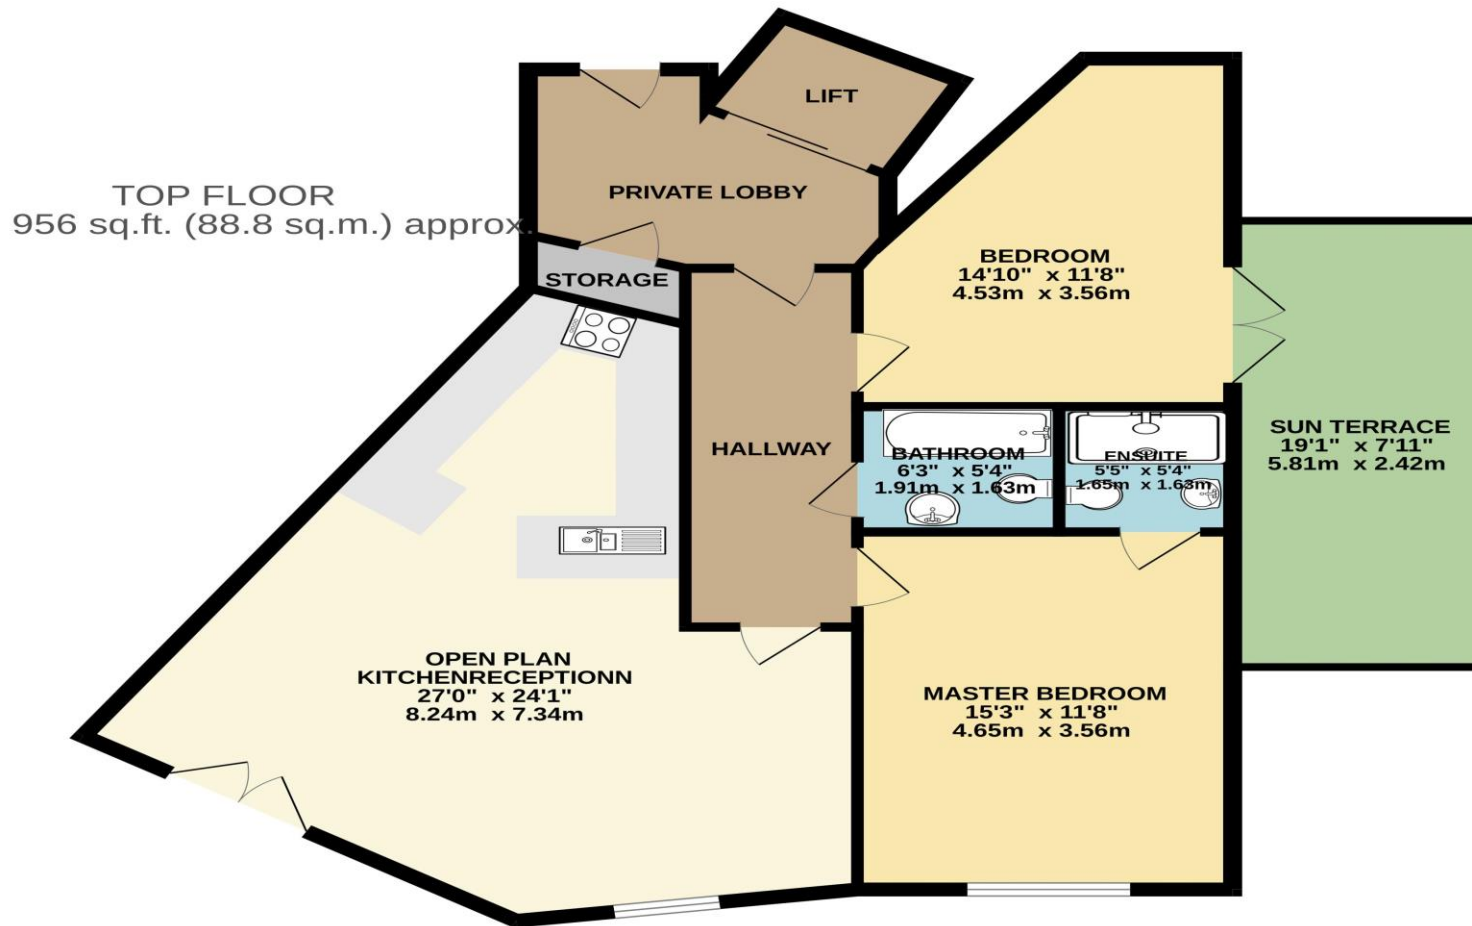 LIFT
PRIVATE LOBBY
TOP FLOOR
956 sq.ft. (88.8 sq.m.) approx.
STORAGE
BEDROOM
14'10" x 11'8"
4.53m x 3.56m
HALLWAY
BATHROOM
6'3" x 5'4"
1.91m x 1.63m
ENSUITE
5'5" x 5'4"
1.65m x 1.63m
SUN TERRACE
19'1" x 7'11"
5.81m x 2.42m
OPEN PLAN
KITCHENRECEPTIONN
27'0" x 24'1"
8.24m x 7.34m
MASTER BEDROOM
15'3" x 11'8"
4.65m x 3.56m